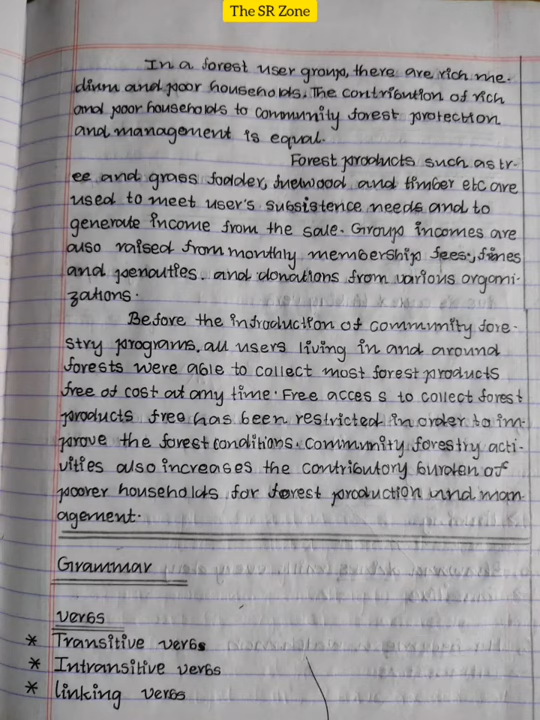 The SR Zone
In a forest user group, there are rich me-
dium and poor households. The contribution of rich
and poor households to community forest protection
and management is equal.
Forest products such as tr-
ee and grass fodder, fuelwood and timber etc are
used to meet user's subsistence needs and to
generate income from the sale. Group incomes are
also raised from monthly membership fees, fines
and penalties. and donations from various organi-
zations.
Before the introduction of community fore-
stry programs, all users living in and around
forests were able to collect most forest products
free of cost at any time. Free access to collect forest
products free has been restricted in order to im-
prove the forest conditions. Community forestry acti-
vities also increases the contributory burden of
poorer households for forest production and man
agement.
Grammar
verbs
* Transitive verbs
* Intransitive verbs
* linking verbs